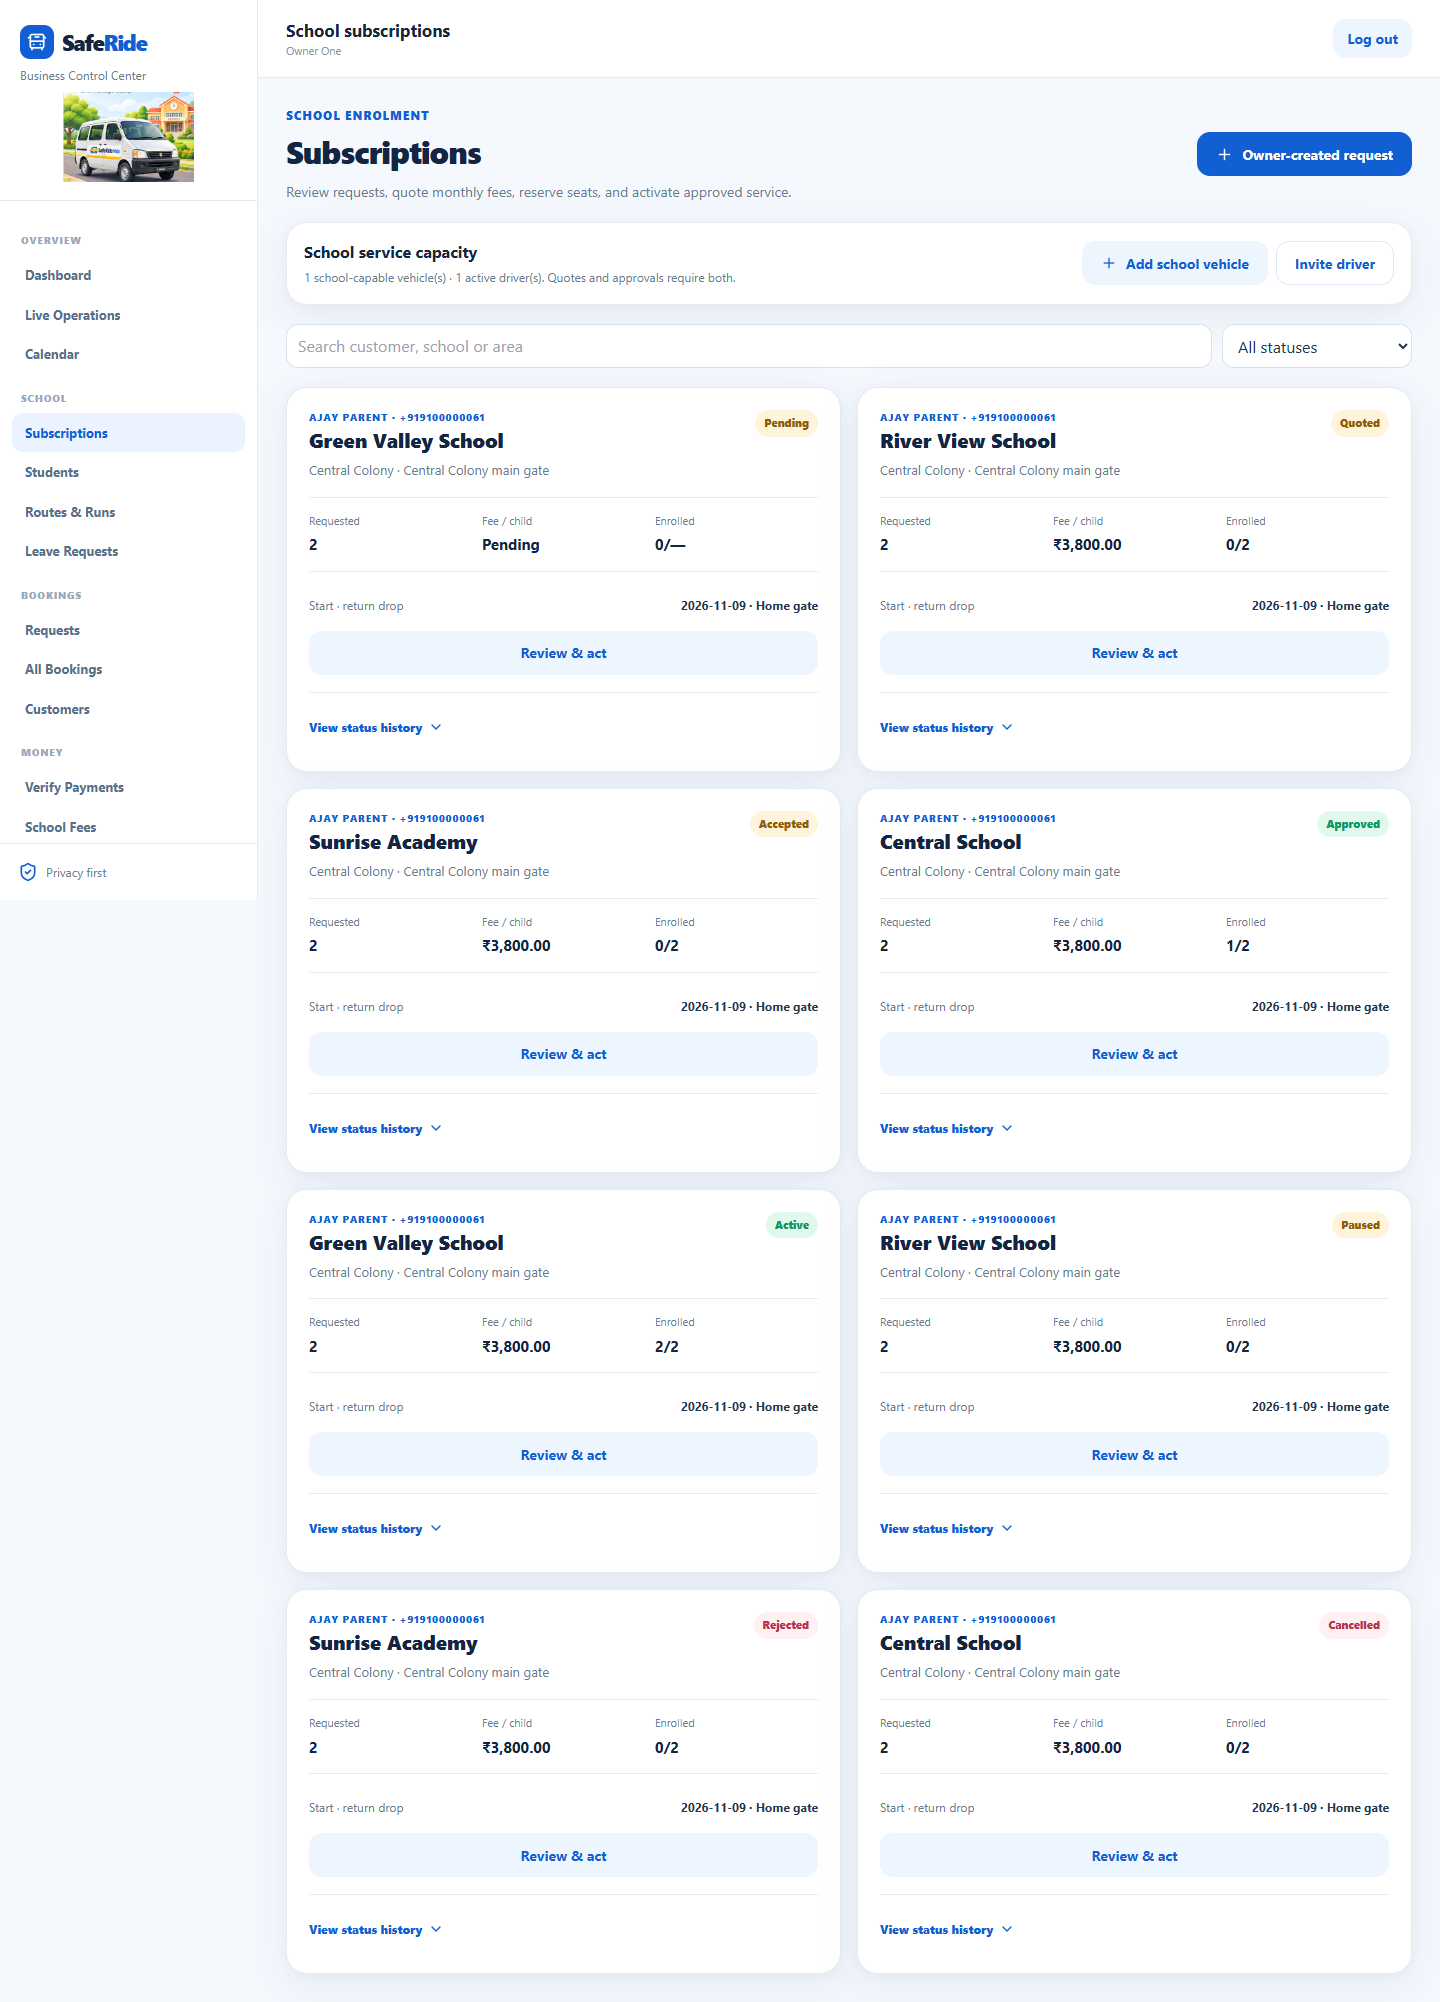 SafeRide
Business Control Center
OVERVIEW
Dashboard
Live Operations
Calendar
SCHOOL
Subscriptions
Students
Routes & Runs
Leave Requests
BOOKINGS
Requests
All Bookings
Customers
MONEY
Verify Payments
School Fees
Privacy first
School subscriptions
Owner One
Log out
SCHOOL ENROLMENT
Subscriptions
Review requests, quote monthly fees, reserve seats, and activate approved service.
Owner-created request
School service capacity
1 school-capable vehicle(s) · 1 active driver(s). Quotes and approvals require both.
Add school vehicle
Invite driver
Search customer, school or area
All statuses
AJAY PARENT · +919100000061
Pending
Green Valley School
Central Colony · Central Colony main gate
Requested Fee / child Enrolled
2 Pending 0/—
Start · return drop 2026-11-09 · Home gate
Review & act
View status history
AJAY PARENT · +919100000061
Quoted
River View School
Central Colony · Central Colony main gate
Requested Fee / child Enrolled
2 ₹3,800.00 0/2
Start · return drop 2026-11-09 · Home gate
Review & act
View status history
AJAY PARENT · +919100000061
Accepted
Sunrise Academy
Central Colony · Central Colony main gate
Requested Fee / child Enrolled
2 ₹3,800.00 0/2
Start · return drop 2026-11-09 · Home gate
Review & act
View status history
AJAY PARENT · +919100000061
Approved
Central School
Central Colony · Central Colony main gate
Requested Fee / child Enrolled
2 ₹3,800.00 1/2
Start · return drop 2026-11-09 · Home gate
Review & act
View status history
AJAY PARENT · +919100000061
Active
Green Valley School
Central Colony · Central Colony main gate
Requested Fee / child Enrolled
2 ₹3,800.00 2/2
Start · return drop 2026-11-09 · Home gate
Review & act
View status history
AJAY PARENT · +919100000061
Paused
River View School
Central Colony · Central Colony main gate
Requested Fee / child Enrolled
2 ₹3,800.00 0/2
Start · return drop 2026-11-09 · Home gate
Review & act
View status history
AJAY PARENT · +919100000061
Rejected
Sunrise Academy
Central Colony · Central Colony main gate
Requested Fee / child Enrolled
2 ₹3,800.00 0/2
Start · return drop 2026-11-09 · Home gate
Review & act
View status history
AJAY PARENT · +919100000061
Cancelled
Central School
Central Colony · Central Colony main gate
Requested Fee / child Enrolled
2 ₹3,800.00 0/2
Start · return drop 2026-11-09 · Home gate
Review & act
View status history